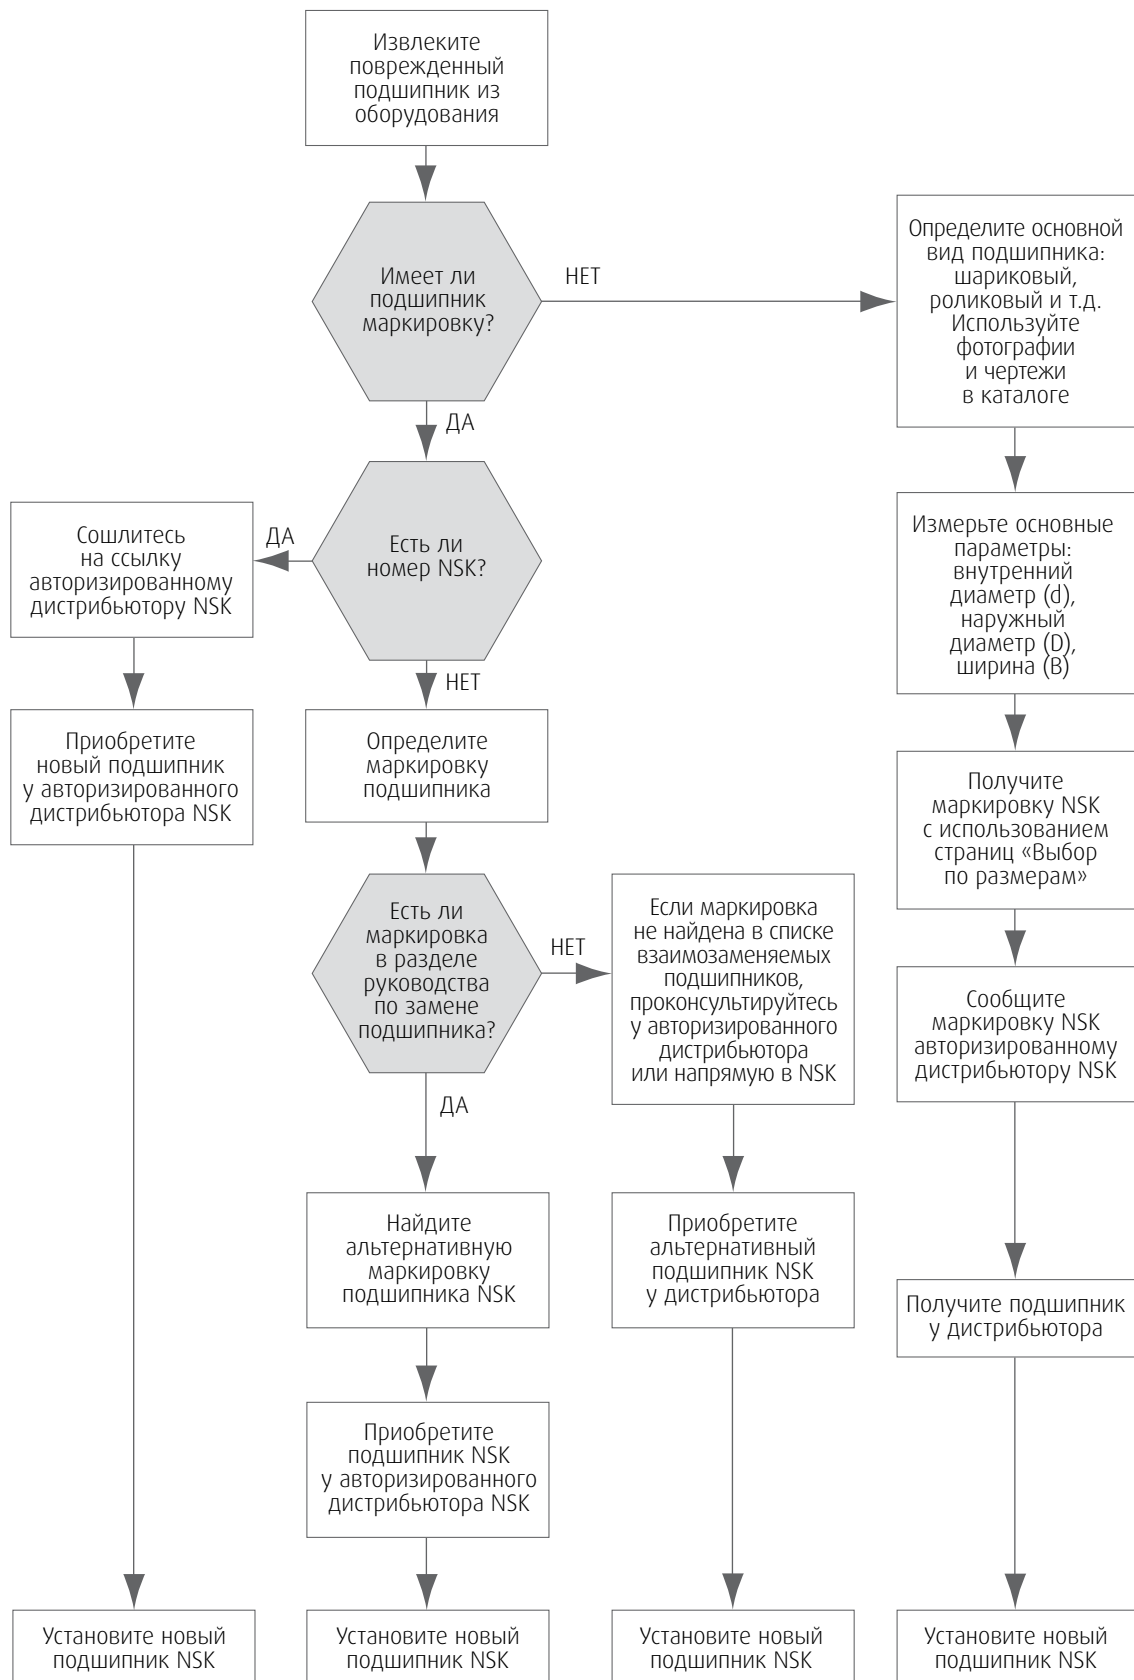 Извлеките
поврежденный
подшипник из
оборудования
Имеет ли
подшипник
маркировку?
НЕТ
Определите основной
вид подшипника:
шариковый,
роликовый и т.д.
Используйте
фотографии
и чертежи
в каталоге
ДА
Измерьте основные
параметры:
внутренний
диаметр (d),
наружный
диаметр (D),
ширина (B)
Есть ли
номер NSK?
ДА
Сошлитесь
на ссылку
авторизированному
дистрибьютору NSK
НЕТ
Приобретите
новый подшипник
у авторизированного
дистрибьютора NSK
Определите
маркировку
подшипника
Получите
маркировку NSK
с использованием
страниц «Выбор
по размерам»
Есть ли
маркировка
в разделе
руководства
по замене
подшипника?
НЕТ
Если маркировка
не найдена в списке
взаимозаменяемых
подшипников,
проконсультируйтесь
у авторизированного
дистрибьютора
или напрямую в NSK
Сообщите
маркировку NSK
авторизированному
дистрибьютору NSK
ДА
Найдите
альтернативную
маркировку
подшипника NSK
Приобретите
альтернативный
подшипник NSK
у дистрибьютора
Получите подшипник
у дистрибьютора
Приобретите
подшипник NSK
у авторизированного
дистрибьютора NSK
Установите новый
подшипник NSK
Установите новый
подшипник NSK
Установите новый
подшипник NSK
Установите новый
подшипник NSK